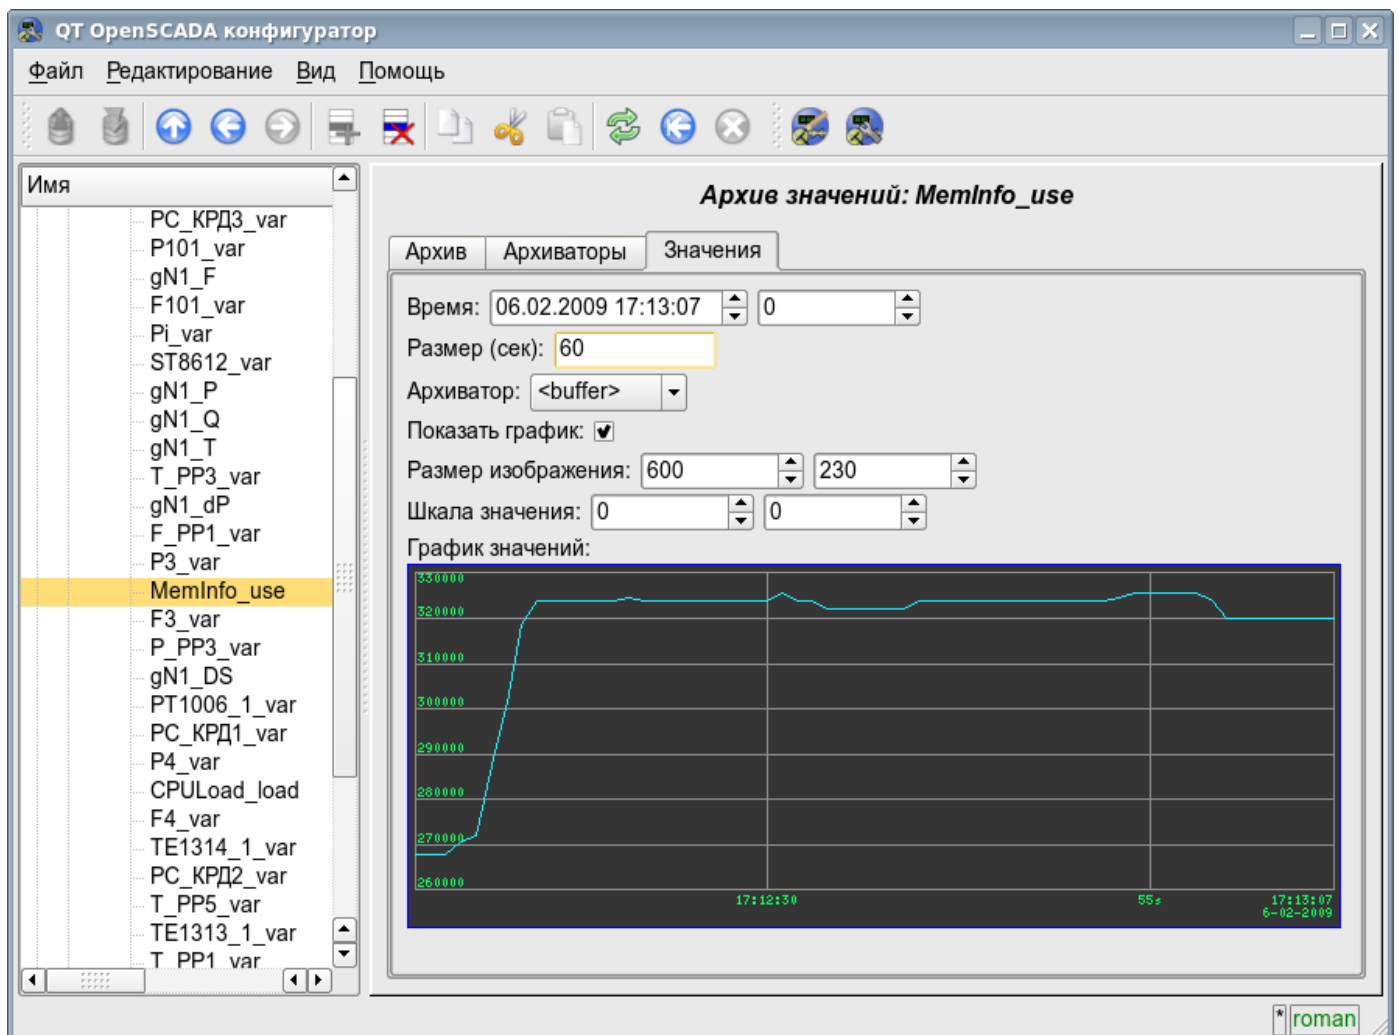 QT OpenSCADA конфигуратор
Файл Редактирование Вид Помощь
Имя
PC_КРД3_var
P101_var
gN1_F
F101_var
Pi_var
ST8612_var
gN1_P
gN1_Q
gN1_T
T_PP3_var
gN1_dP
F_PP1_var
P3_var
MemInfo_use
F3_var
P_PP3_var
gN1_DS
PT1006_1_var
PC_КРД1_var
P4_var
CPULoad_load
F4_var
TE1314_1_var
PC_КРД2_var
T_PP5_var
TE1313_1_var
T_PP1_var
Архив значений: MemInfo_use
Архив Архиваторы Значения
Время: 06.02.2009 17:13:07 0
Размер (сек): 60
Архиватор: <buffer>
Показать график:
Размер изображения: 600 230
Шкала значения: 0 0
График значений:
330000
320000
310000
300000
290000
280000
270000
260000
17:12:30 55s 17:13:07
6-02-2009
* roman